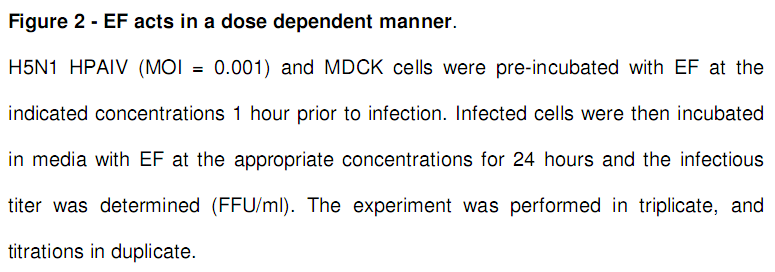 Figure 2 - EF acts in a dose dependent manner.
H5N1 HPAIV (MOI = 0.001) and MDCK cells were pre-incubated with EF at the
indicated concentrations 1 hour prior to infection. Infected cells were then incubated
in media with EF at the appropriate concentrations for 24 hours and the infectious
titer was determined (FFU/ml). The experiment was performed in triplicate, and
titrations in duplicate.